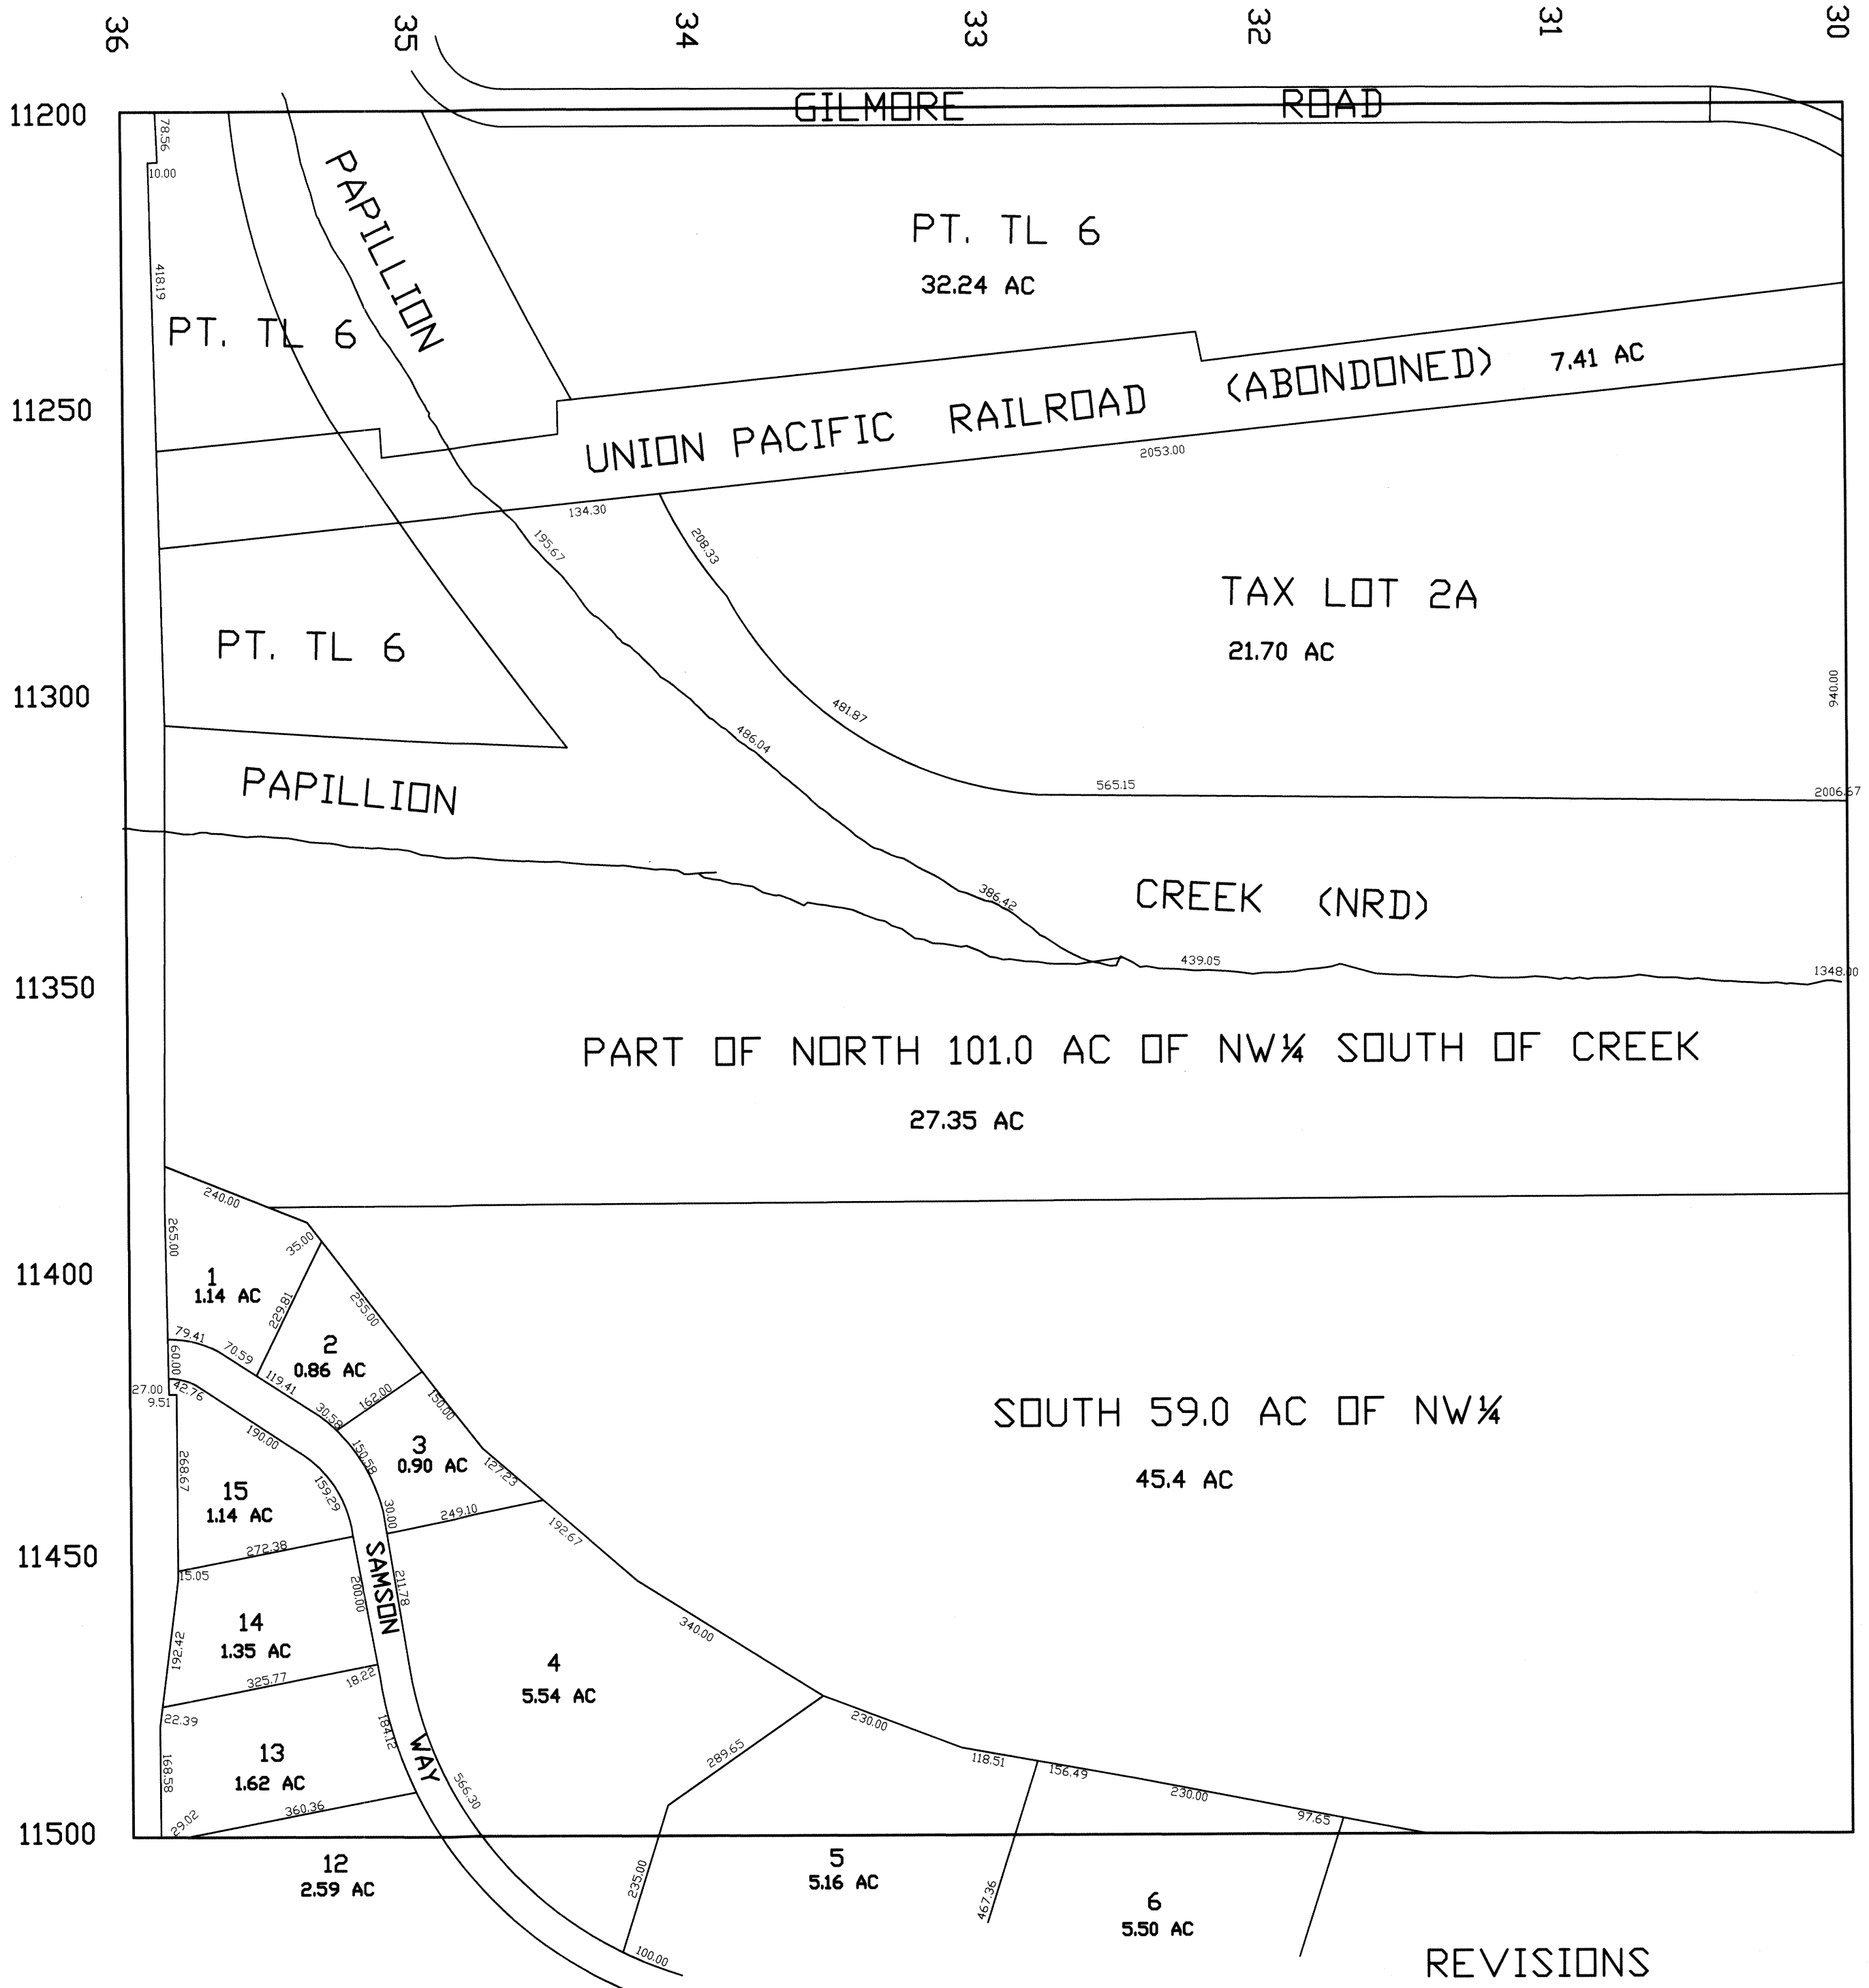 36 35 34 33 32 31 30
11200
GILMORE ROAD
78.56
10.00
PAPILLION
PT. TL 6
32.24 AC
418.19
PT. TL 6
(ABONDONED) 7.41 AC
11250
UNION PACIFIC RAILROAD
2053.00
134.30
195.67
208.33
TAX LOT 2A
21.70 AC
PT. TL 6
11300
940.00
481.87
486.04
565.15
2006.67
PAPILLION
386.42
CREEK (NRD)
439.05
1348.00
11350
PART OF NORTH 101.0 AC OF NW¼ SOUTH OF CREEK
27.35 AC
240.00
265.00
35.00
11400
1
1.14 AC
229.81
255.00
79.41
70.59
2
0.86 AC
60.00
119.41
27.00
42.76
9.51
162.00
150.00
30.58
SOUTH 59.0 AC OF NW¼
45.4 AC
190.00
3
0.90 AC
150.58
127.23
268.67
159.29
15
1.14 AC
30.00
249.10
192.67
11450
272.38
15.05
SAMSON
200.00
211.78
14
1.35 AC
192.42
340.00
4
5.54 AC
325.77
18.22
22.39
184.12
230.00
13
1.62 AC
168.58
WAY
289.65
118.51
156.49
230.00
566.30
360.36
29.02
97.65
11500
12
2.59 AC
5
5.16 AC
235.00
467.36
6
5.50 AC
100.00
REVISIONS